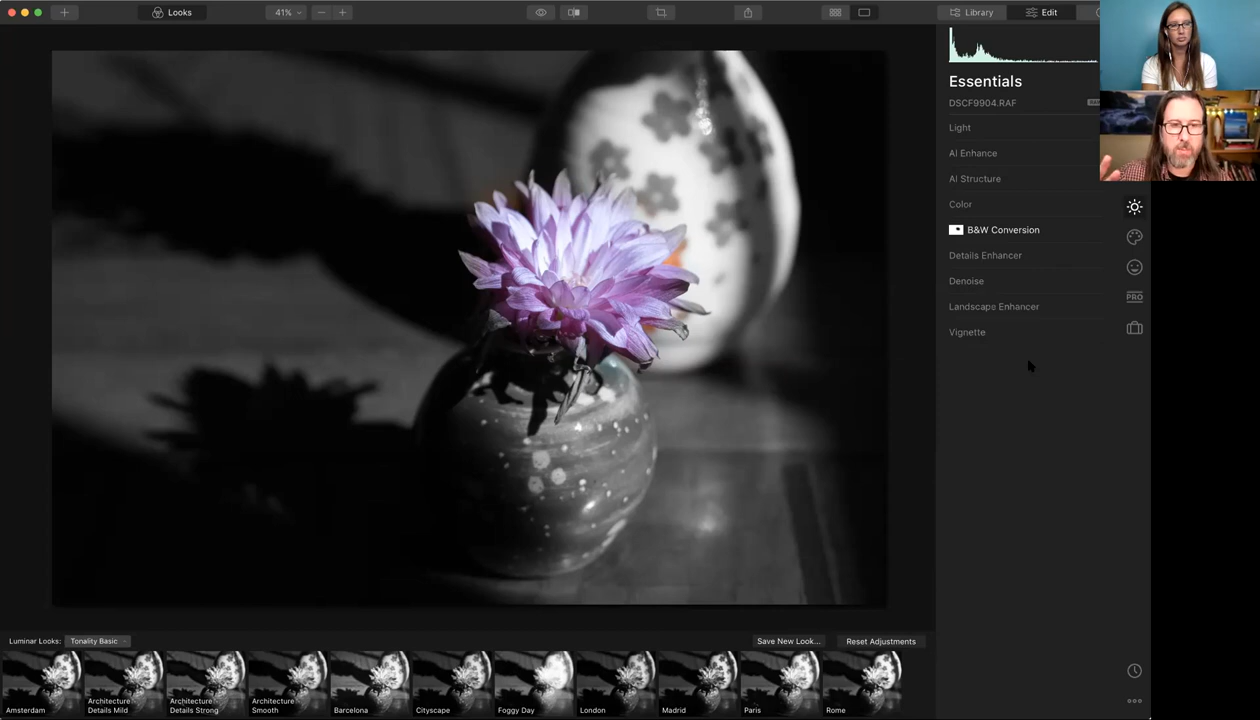 Looks
41%
Library
Edit
Essentials
DSCF9904.RAF
Light
AI Enhance
AI Structure
Color
B&W Conversion
Details Enhancer
Denoise
Landscape Enhancer
Vignette
PRO
Luminar Looks:
Tonality Basic
Save New Look...
Reset Adjustments
Amsterdam
Architecture
Details Mild
Architecture
Details Strong
Architecture
Smooth
Barcelona
Cityscape
Foggy Day
London
Madrid
Paris
Rome